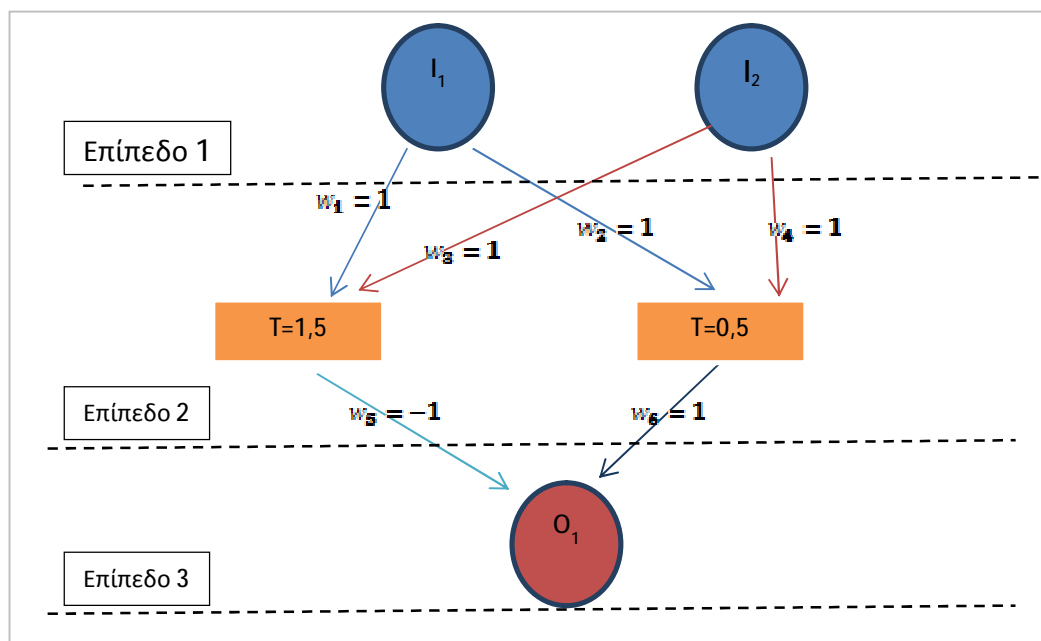 I₁
I₂
Επίπεδο 1
w₁ = 1
w₂ = 1
w₄ = 1
w₃ = 1
T=1,5
T=0,5
Επίπεδο 2
w₅ = −1
w₆ = 1
O₁
Επίπεδο 3